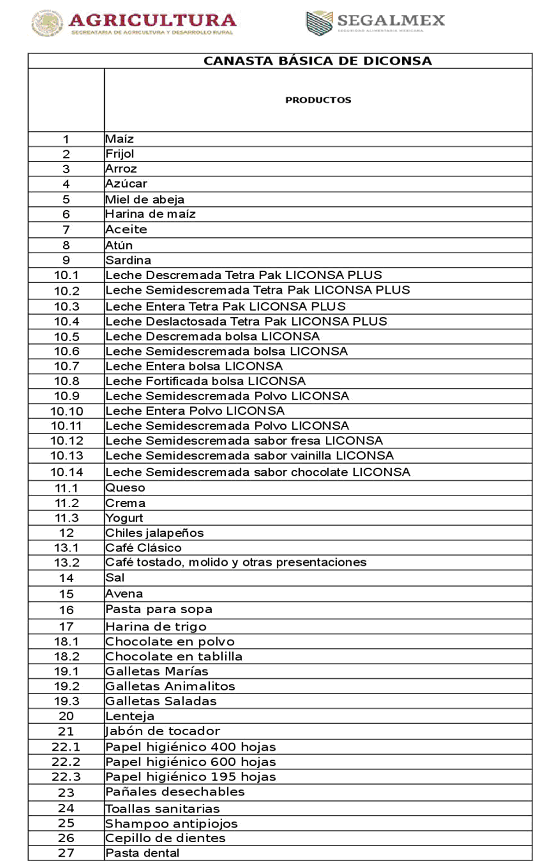 AGRICULTURA
SECRETARÍA DE AGRICULTURA Y DESARROLLO RURAL
SEGALMEX
SEGURIDAD ALIMENTARIA MEXICANA
CANASTA BÁSICA DE DICONSA
PRODUCTOS
1 Maíz
2 Frijol
3 Arroz
4 Azúcar
5 Miel de abeja
6 Harina de maíz
7 Aceite
8 Atún
9 Sardina
10.1 Leche Descremada Tetra Pak LICONSA PLUS
10.2 Leche Semidescremada Tetra Pak LICONSA PLUS
10.3 Leche Entera Tetra Pak LICONSA PLUS
10.4 Leche Deslactosada Tetra Pak LICONSA PLUS
10.5 Leche Descremada bolsa LICONSA
10.6 Leche Semidescremada bolsa LICONSA
10.7 Leche Entera bolsa LICONSA
10.8 Leche Fortificada bolsa LICONSA
10.9 Leche Semidescremada Polvo LICONSA
10.10 Leche Entera Polvo LICONSA
10.11 Leche Semidescremada Polvo LICONSA
10.12 Leche Semidescremada sabor fresa LICONSA
10.13 Leche Semidescremada sabor vainilla LICONSA
10.14 Leche Semidescremada sabor chocolate LICONSA
11.1 Queso
11.2 Crema
11.3 Yogurt
12 Chiles jalapeños
13.1 Café Clásico
13.2 Café tostado, molido y otras presentaciones
14 Sal
15 Avena
16 Pasta para sopa
17 Harina de trigo
18.1 Chocolate en polvo
18.2 Chocolate en tablilla
19.1 Galletas Marías
19.2 Galletas Animalitos
19.3 Galletas Saladas
20 Lenteja
21 Jabón de tocador
22.1 Papel higiénico 400 hojas
22.2 Papel higiénico 600 hojas
22.3 Papel higiénico 195 hojas
23 Pañales desechables
24 Toallas sanitarias
25 Shampoo antipiojos
26 Cepillo de dientes
27 Pasta dental